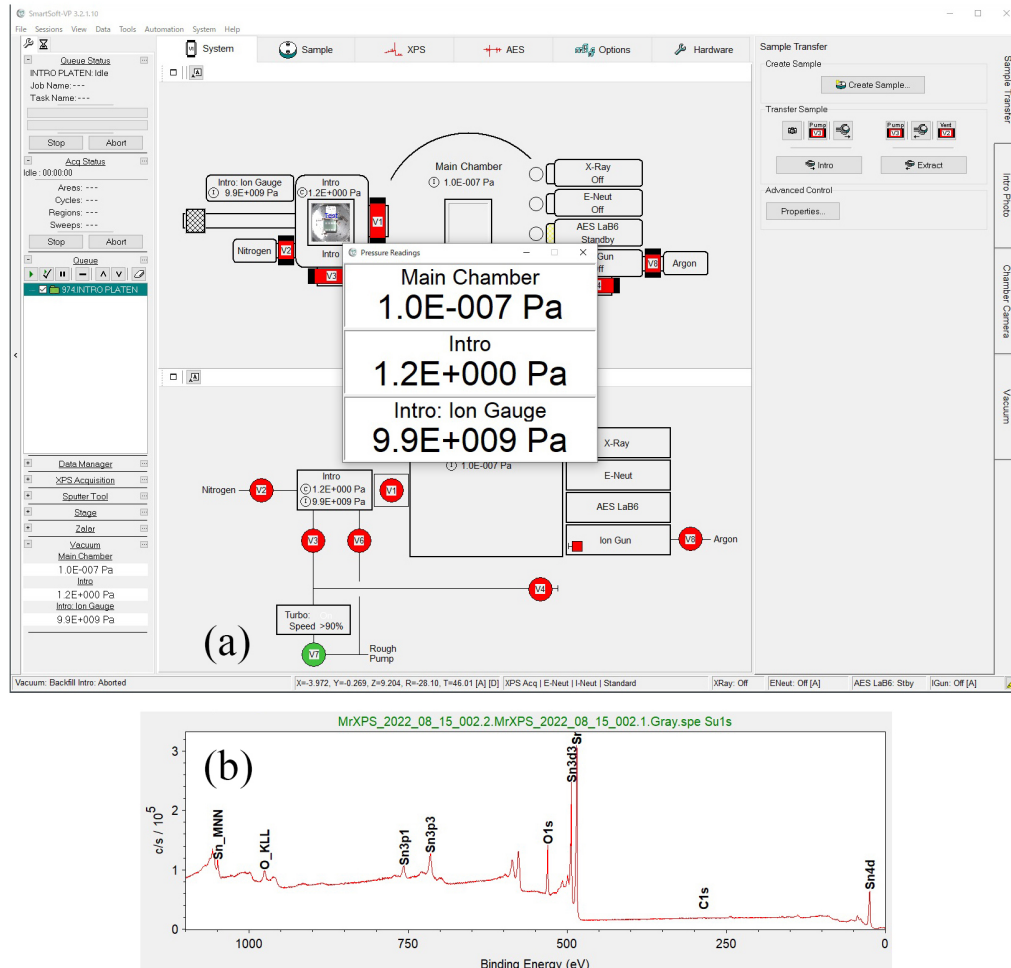 SmartSoft-VP 3.2.1.10
File Sessions View Data Tools Automation System Help
Queue Status
INTRO PLATEN: Idle
Job Name:---
Task Name:---
Stop Abort
Acq Status
Idle : 00:00:00
Areas: ---
Cycles: ---
Regions: ---
Sweeps: ---
Stop Abort
Queue
974:INTRO PLATEN
Data Manager
XPS Acquisition
Sputter Tool
Stage
Zalar
Vacuum
Main Chamber
1.0E-007 Pa
Intro
1.2E+000 Pa
Intro: Ion Gauge
9.9E+009 Pa
System Sample XPS AES Options Hardware
Intro: Ion Gauge
I 9.9E+009 Pa
Intro
C 1.2E+000 Pa
Test
Intro
V1
Nitrogen V2
V3
Main Chamber
I 1.0E-007 Pa
X-Ray
Off
E-Neut
Off
AES LaB6
Standby
Gun
ff
V8 Argon
4
Pressure Readings
Main Chamber
1.0E-007 Pa
Intro
1.2E+000 Pa
Intro: Ion Gauge
9.9E+009 Pa
I 1.0E-007 Pa
X-Ray
E-Neut
AES LaB6
Ion Gun
V8 Argon
Nitrogen V2
Intro
C 1.2E+000 Pa
I 9.9E+009 Pa
V1
V3 V6
V4
Turbo:
Speed >90%
V7
Rough
Pump
(a)
Sample Transfer
Create Sample
Create Sample...
Transfer Sample
Pump
V3
Pump
V3
Vent
V2
Intro Extract
Advanced Control
Properties...
Sample Transfer
Intro Photo
Chamber Camera
Vacuum
Vacuum: Backfill Intro: Aborted
X=-3.972, Y=-0.269, Z=9.204, R=-28.10, T=46.01 [A] [D] XPS Acq | E-Neut | I-Neut | Standard XRay: Off ENeut: Off [A] AES LaB6: Stby IGun: Off [A]
MrXPS_2022_08_15_002.2.MrXPS_2022_08_15_002.1.Gray.spe Su1s
(b)
c/s / 10^5
3
2
1
0
Sn_MNN
O_KLL
Sn3p1
Sn3p3
O1s
Sn3d3
Sr
C1s
Sn4d
1000 750 500 250 0
Binding Energy (eV)